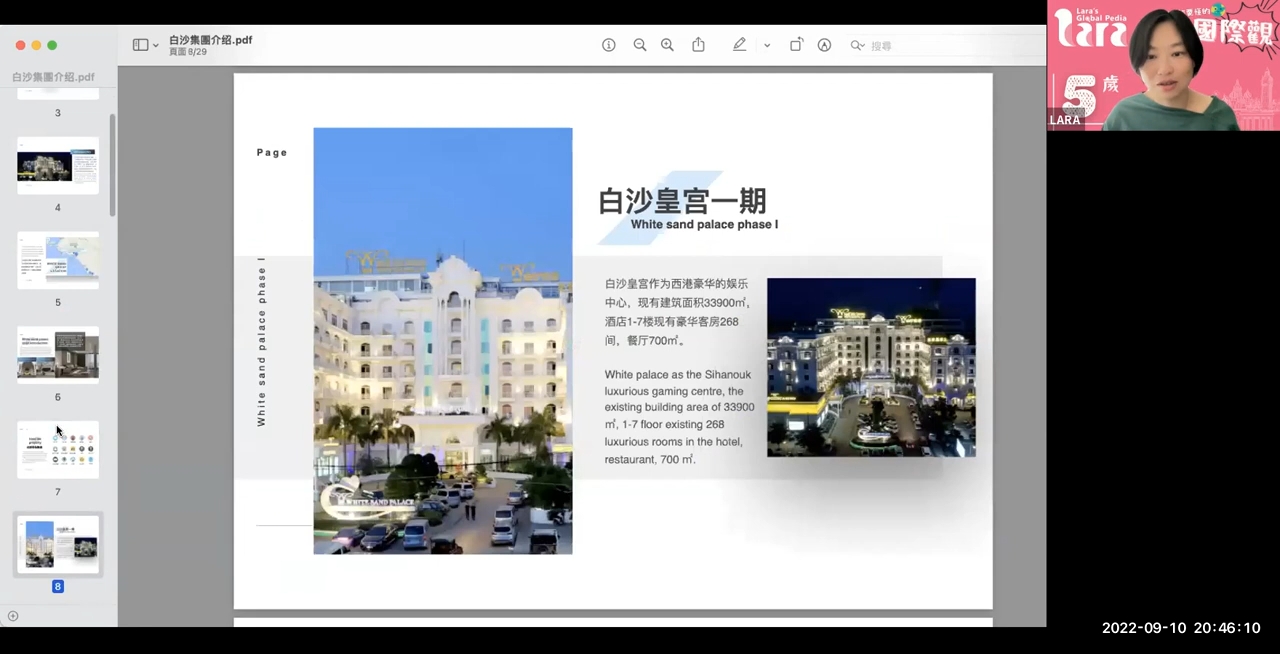 白沙集團介绍.pdf
頁面 8/29
搜尋
白沙集團介绍.pdf
3
4
5
6
7
8
Page
White sand palace phase I
白沙皇宫一期
White sand palace phase I
白沙皇宫作为西港豪华的娱乐
中心，现有建筑面积33900㎡，
酒店1-7楼现有豪华客房268
间，餐厅700㎡。
White palace as the Sihanouk
luxurious gaming centre, the
existing building area of 33900
㎡, 1-7 floor existing 268
luxurious rooms in the hotel,
restaurant, 700 ㎡.
WHITE SAND PALACE
Lara's
Global Pedia
Lara
國際觀
5歲
LARA
2022-09-10 20:46:10